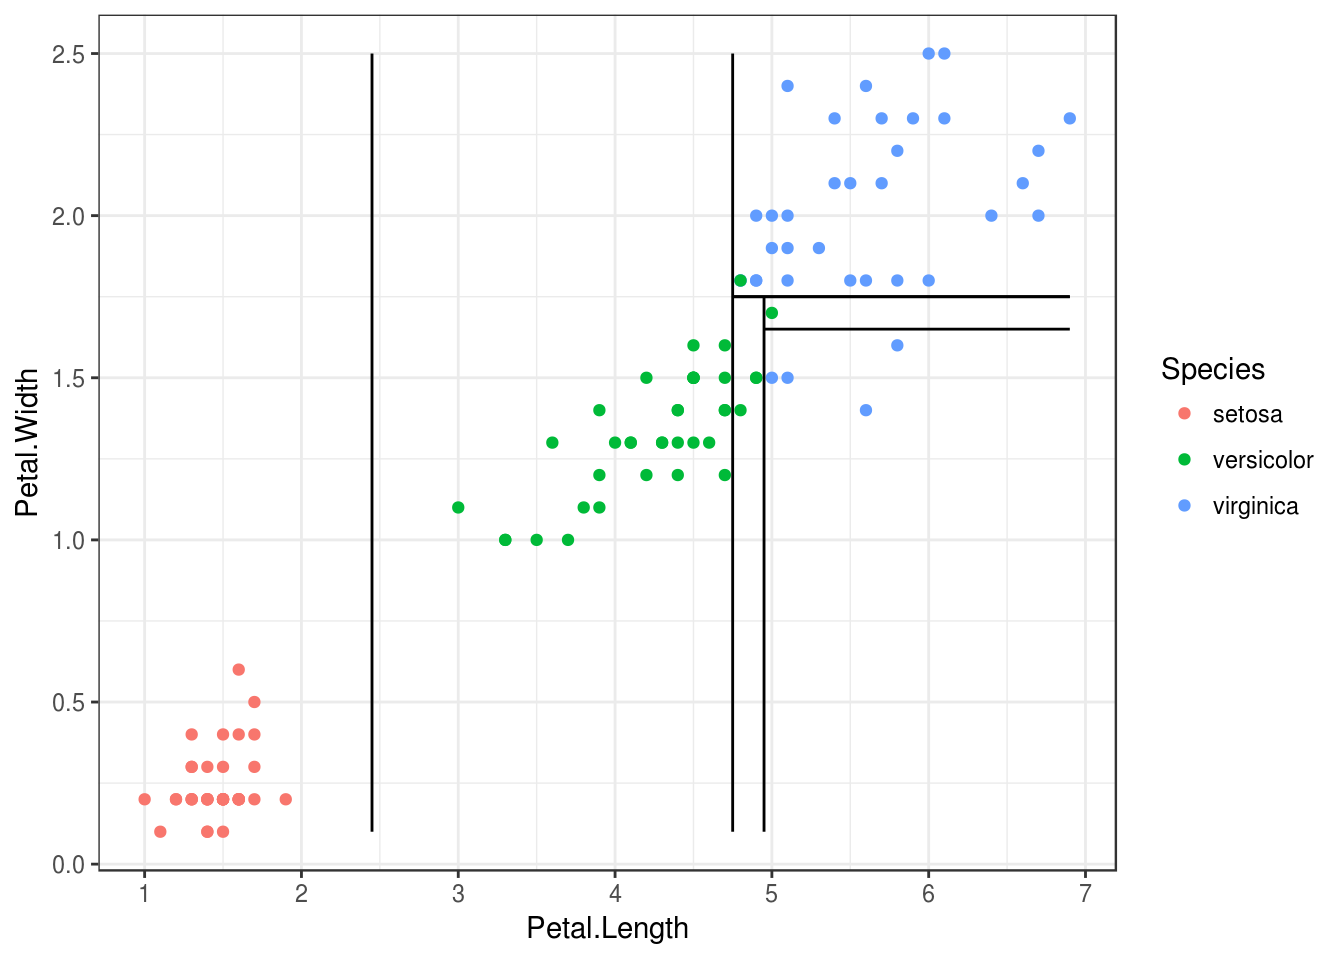 2.5
2.0
1.5
1.0
0.5
0.0
Petal.Width
1 2 3 4 5 6 7
Petal.Length
Species
setosa
versicolor
virginica